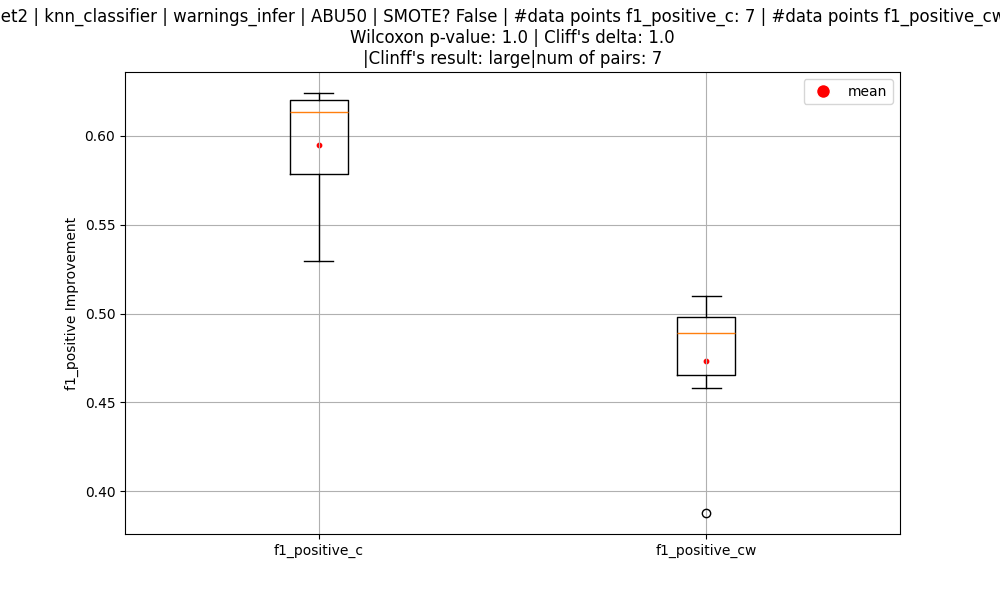 et2 | knn_classifier | warnings_infer | ABU50 | SMOTE? False | #data points f1_positive_c: 7 | #data points f1_positive_cw
Wilcoxon p-value: 1.0 | Cliff's delta: 1.0
|Clinff's result: large|num of pairs: 7
mean
f1_positive Improvement
0.60
0.55
0.50
0.45
0.40
f1_positive_c
f1_positive_cw